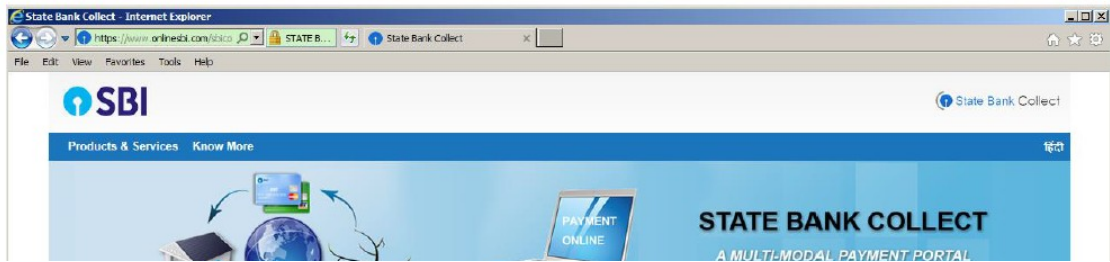 State Bank Collect - Internet Explorer
https://www.onlinesbi.com/sbico STATE B... State Bank Collect
File Edit View Favorites Tools Help
SBI State Bank Collect
Products & Services Know More हिंदी
PAYMENT
ONLINE
STATE BANK COLLECT
A MULTI-MODAL PAYMENT PORTAL